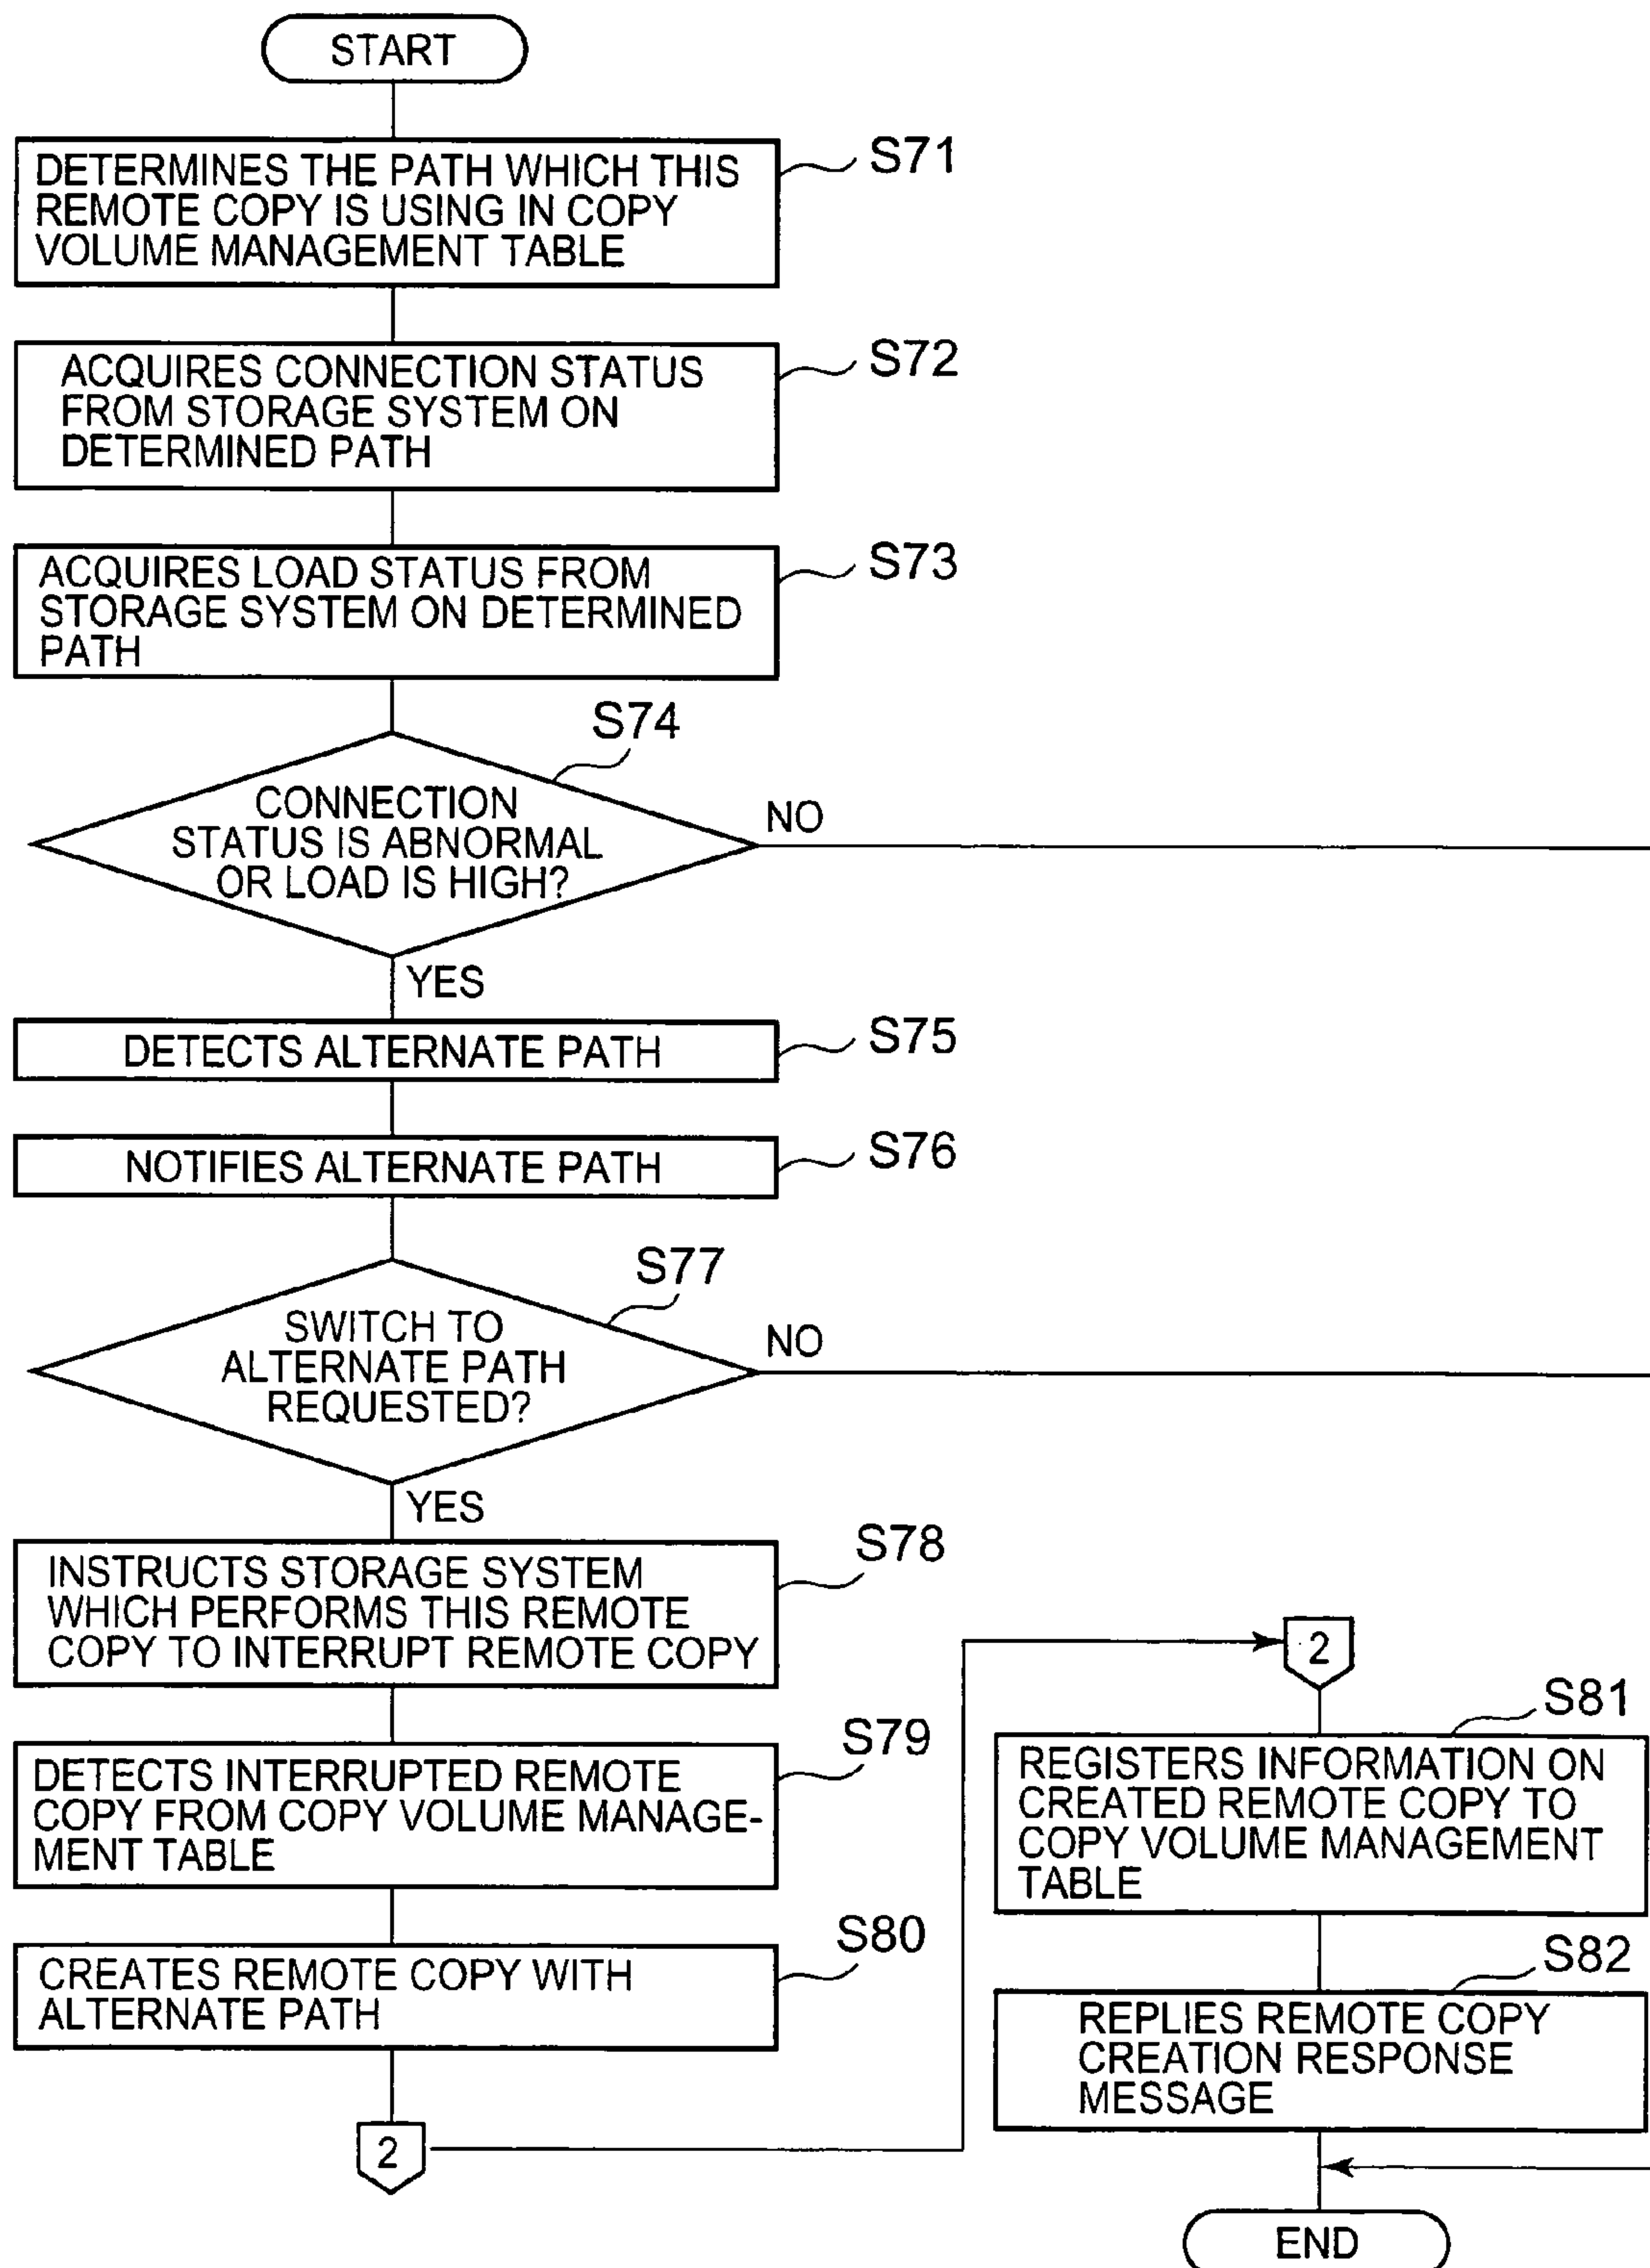 START
DETERMINES THE PATH WHICH THIS
REMOTE COPY IS USING IN COPY
VOLUME MANAGEMENT TABLE
S71
ACQUIRES CONNECTION STATUS
FROM STORAGE SYSTEM ON
DETERMINED PATH
S72
ACQUIRES LOAD STATUS FROM
STORAGE SYSTEM ON DETERMINED
PATH
S73
S74
CONNECTION
STATUS IS ABNORMAL
OR LOAD IS HIGH?
NO
YES
DETECTS ALTERNATE PATH
S75
NOTIFIES ALTERNATE PATH
S76
S77
SWITCH TO
ALTERNATE PATH
REQUESTED?
NO
YES
INSTRUCTS STORAGE SYSTEM
WHICH PERFORMS THIS REMOTE
COPY TO INTERRUPT REMOTE COPY
S78
DETECTS INTERRUPTED REMOTE
COPY FROM COPY VOLUME MANAGE-
MENT TABLE
S79
CREATES REMOTE COPY WITH
ALTERNATE PATH
S80
2
2
S81
REGISTERS INFORMATION ON
CREATED REMOTE COPY TO
COPY VOLUME MANAGEMENT
TABLE
S82
REPLIES REMOTE COPY
CREATION RESPONSE
MESSAGE
END